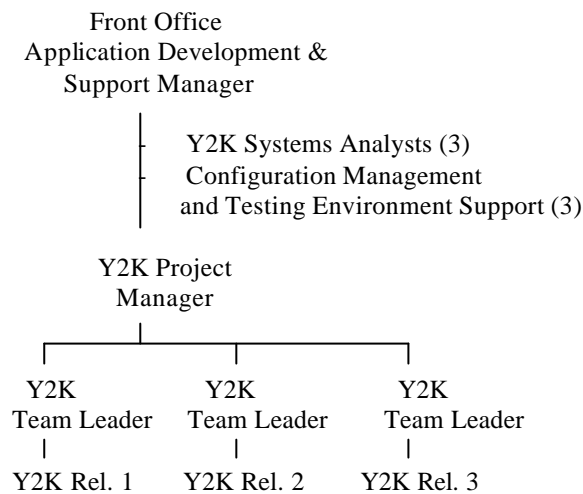 Front Office
Application Development &
Support Manager
Y2K Systems Analysts (3)
Configuration Management
and Testing Environment Support (3)
Y2K Project
Manager
Y2K Y2K Y2K
Team Leader Team Leader Team Leader
Y2K Rel. 1 Y2K Rel. 2 Y2K Rel. 3